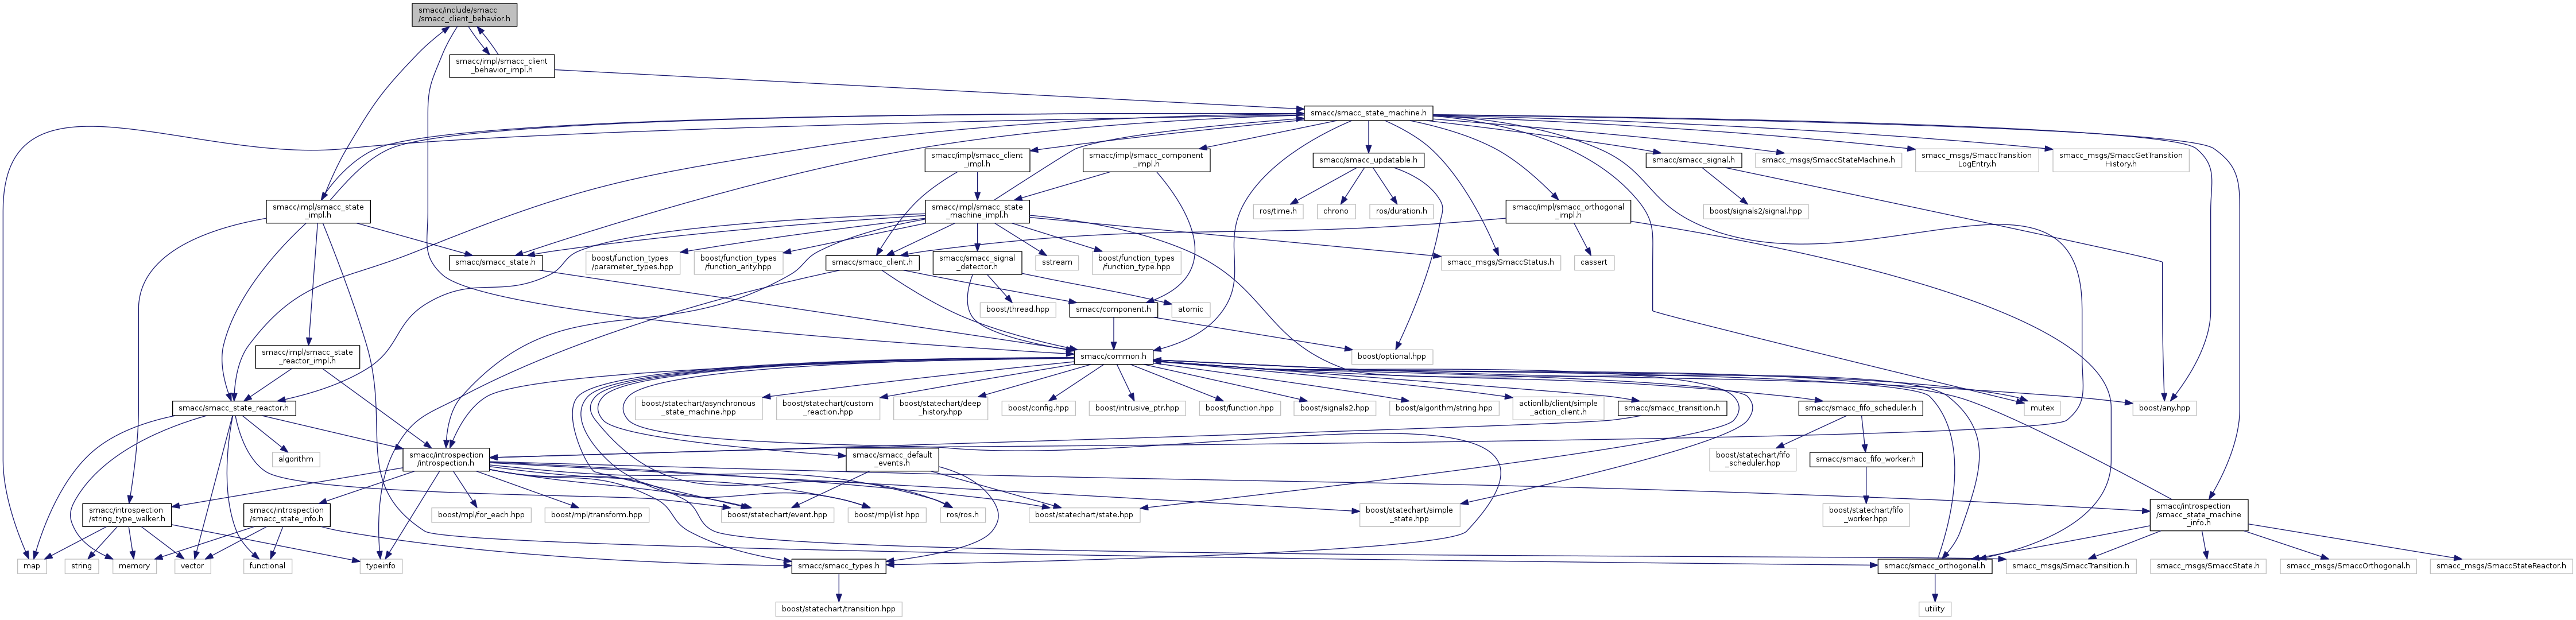 smacc/include/smacc
/smacc_client_behavior.h
smacc/impl/smacc_client
_behavior_impl.h
smacc/smacc_state_machine.h
smacc/impl/smacc_client
_impl.h
smacc/impl/smacc_component
_impl.h
smacc/smacc_updatable.h
smacc/smacc_signal.h
smacc_msgs/SmaccStateMachine.h
smacc_msgs/SmaccTransition
LogEntry.h
smacc_msgs/SmaccGetTransition
History.h
smacc/impl/smacc_state
_impl.h
smacc/impl/smacc_state
_machine_impl.h
ros/time.h
chrono
ros/duration.h
smacc/impl/smacc_orthogonal
_impl.h
boost/signals2/signal.hpp
smacc/smacc_state.h
boost/function_types
/parameter_types.hpp
boost/function_types
/function_arity.hpp
smacc/smacc_client.h
smacc/smacc_signal
_detector.h
sstream
boost/function_types
/function_type.hpp
smacc_msgs/SmaccStatus.h
cassert
boost/thread.hpp
smacc/component.h
atomic
smacc/impl/smacc_state
_reactor_impl.h
smacc/common.h
boost/optional.hpp
smacc/smacc_state_reactor.h
boost/statechart/asynchronous
_state_machine.hpp
boost/statechart/custom
_reaction.hpp
boost/statechart/deep
_history.hpp
boost/config.hpp
boost/intrusive_ptr.hpp
boost/function.hpp
boost/signals2.hpp
boost/algorithm/string.hpp
actionlib/client/simple
_action_client.h
smacc/smacc_transition.h
smacc/smacc_fifo_scheduler.h
mutex
boost/any.hpp
algorithm
smacc/introspection
/introspection.h
smacc/smacc_default
_events.h
boost/statechart/fifo
_scheduler.hpp
smacc/smacc_fifo_worker.h
smacc/introspection
/string_type_walker.h
smacc/introspection
/smacc_state_info.h
boost/mpl/for_each.hpp
boost/mpl/transform.hpp
boost/statechart/event.hpp
boost/mpl/list.hpp
ros/ros.h
boost/statechart/state.hpp
boost/statechart/simple
_state.hpp
boost/statechart/fifo
_worker.hpp
smacc/introspection
/smacc_state_machine
_info.h
map
string
memory
vector
functional
typeinfo
smacc/smacc_types.h
smacc/smacc_orthogonal.h
smacc_msgs/SmaccTransition.h
smacc_msgs/SmaccState.h
smacc_msgs/SmaccOrthogonal.h
smacc_msgs/SmaccStateReactor.h
boost/statechart/transition.hpp
utility